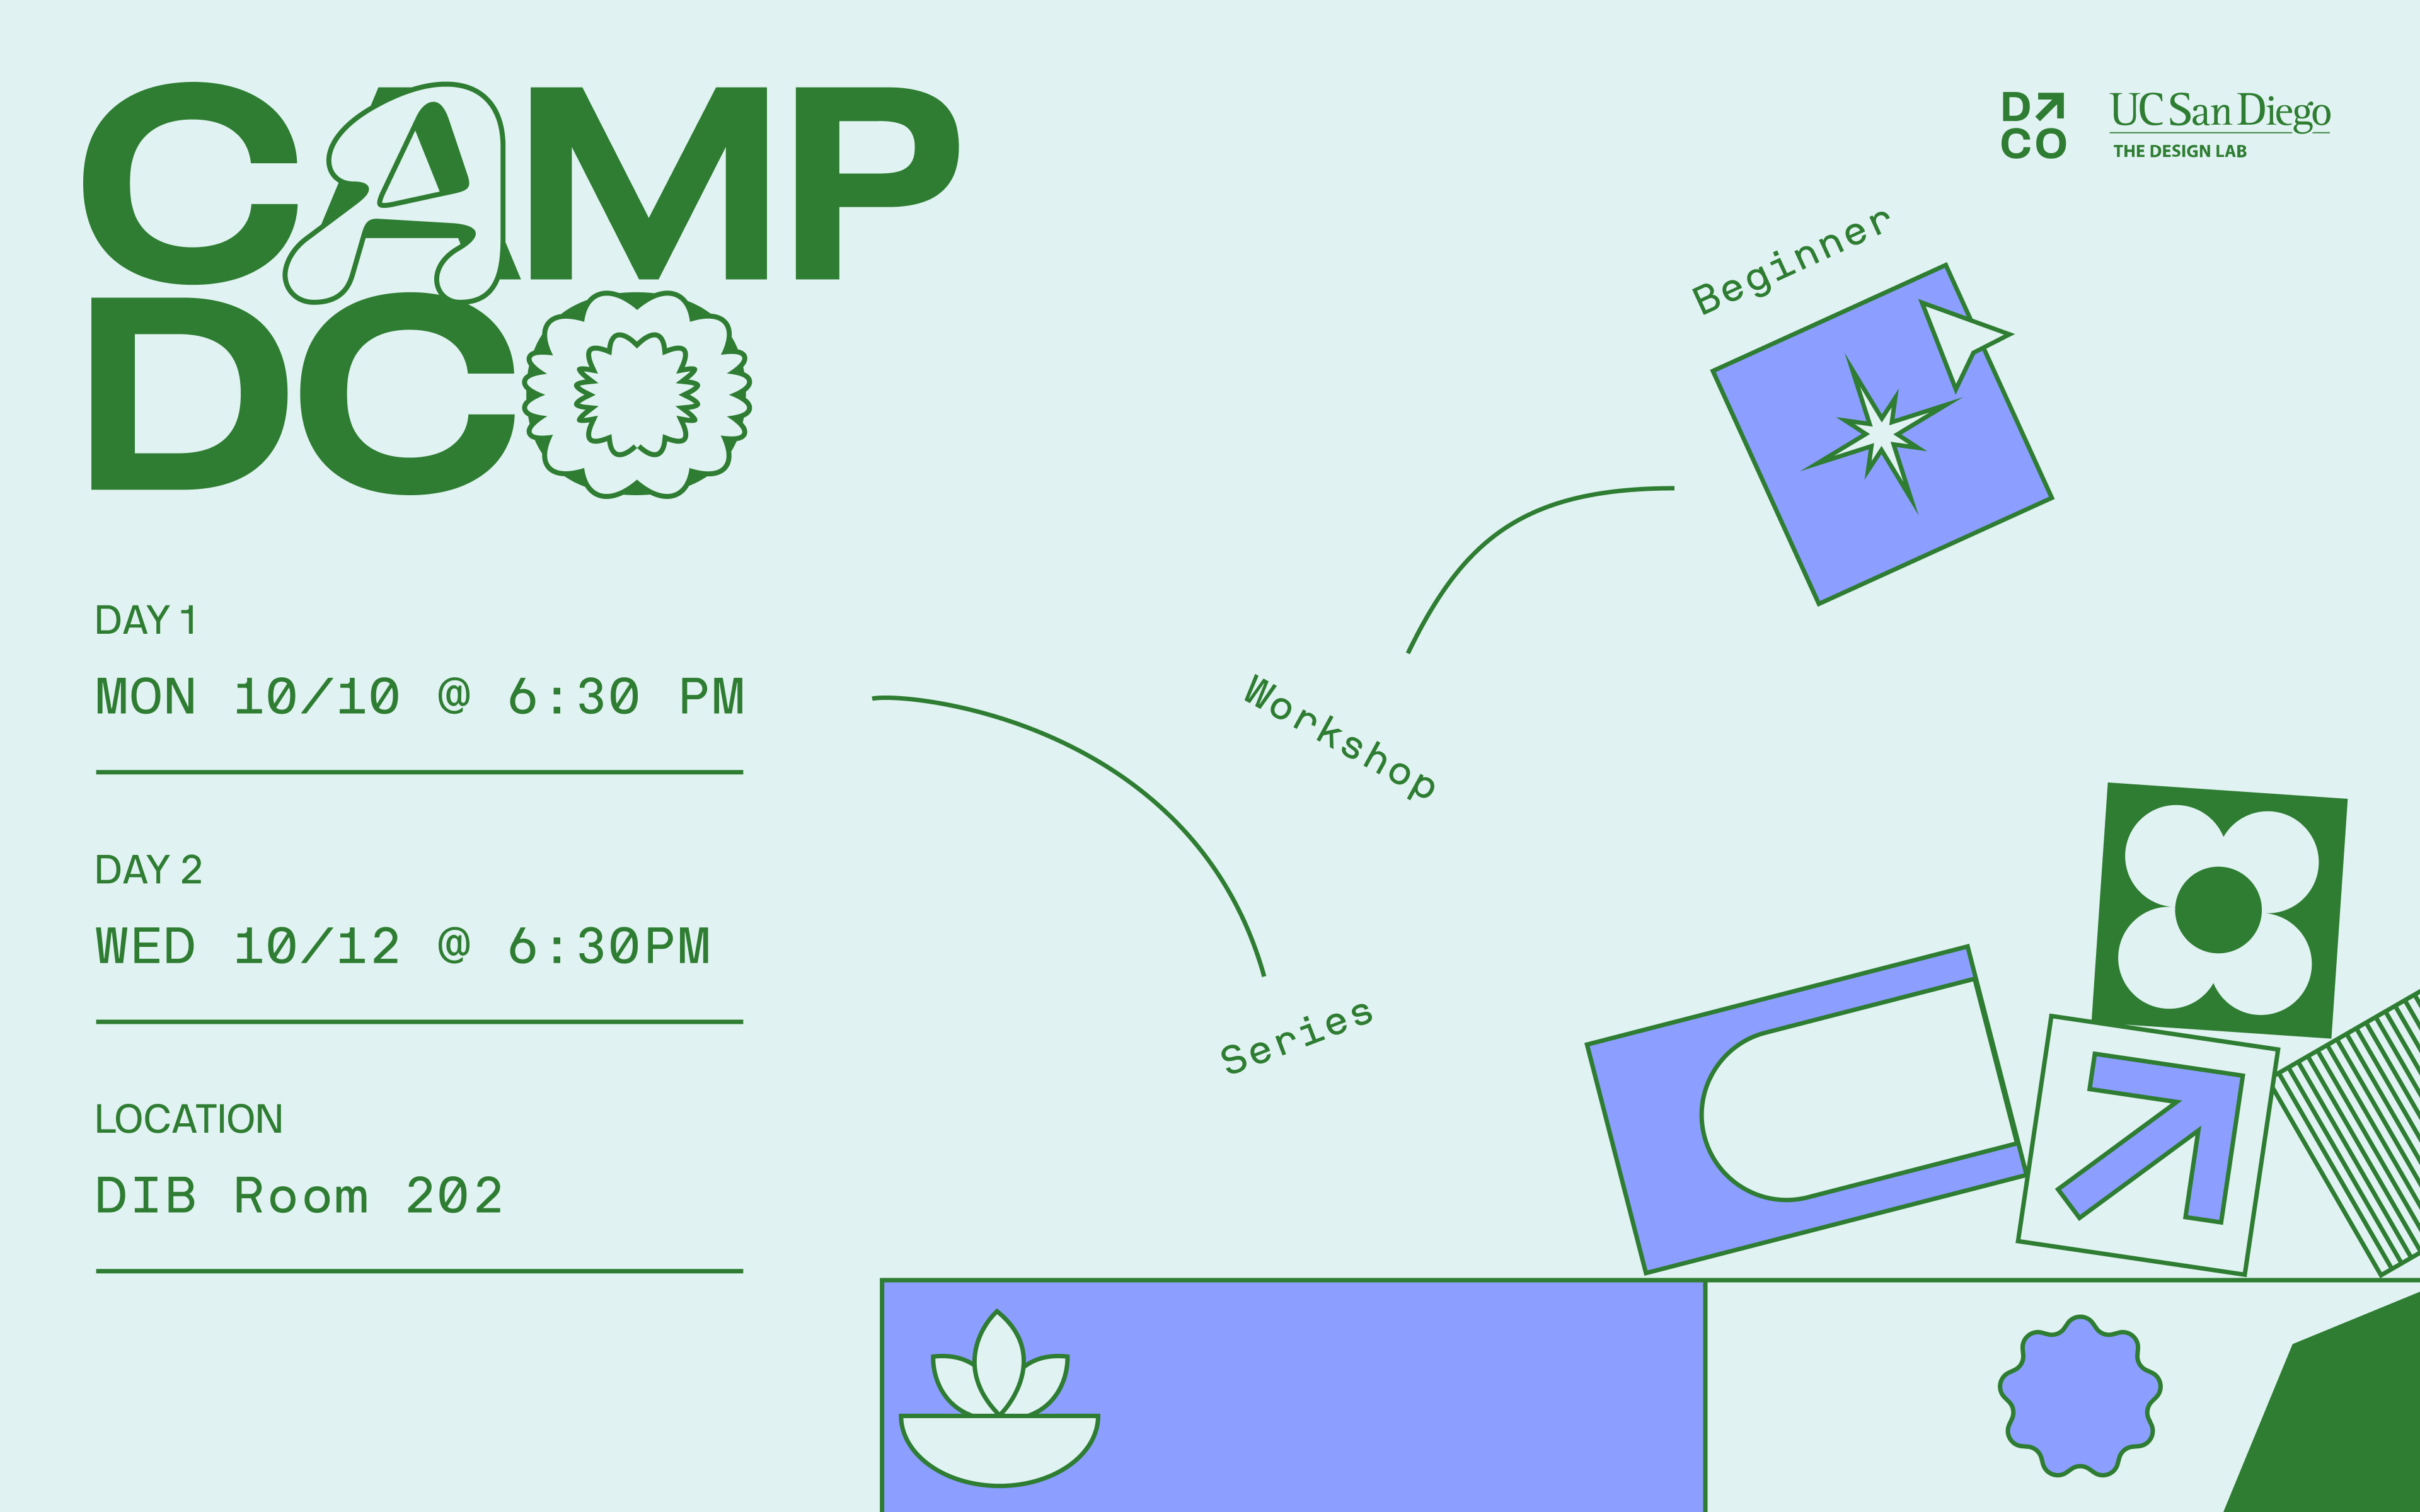 CAMP
DCO
D↗
CO
UC San Diego
THE DESIGN LAB
Beginner
Workshop
Series
DAY 1
MON 10/10 @ 6:30 PM
DAY 2
WED 10/12 @ 6:30PM
LOCATION
DIB Room 202